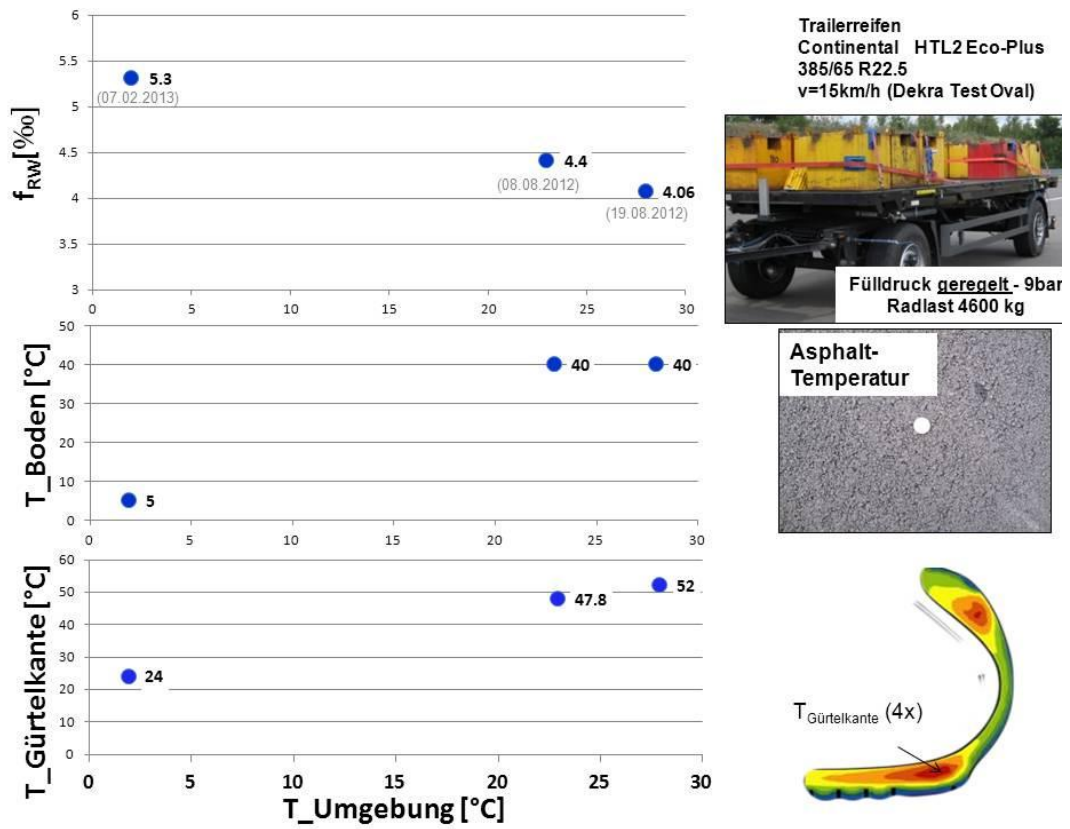 6
5.5
5
4.5
4
3.5
3
f_RW[‰]
5.3
(07.02.2013)
4.4
(08.08.2012)
4.06
(19.08.2012)
0 5 10 15 20 25 30
50
40
30
20
10
0
T_Boden [°C]
5
40
40
0 5 10 15 20 25 30
60
50
40
30
20
10
0
T_Gürtelkante [°C]
24
47.8
52
0 5 10 15 20 25 30
T_Umgebung [°C]
Trailerreifen
Continental HTL2 Eco-Plus
385/65 R22.5
v=15km/h (Dekra Test Oval)
Fülldruck geregelt - 9bar
Radlast 4600 kg
Asphalt-
Temperatur
T_Gürtelkante (4x)